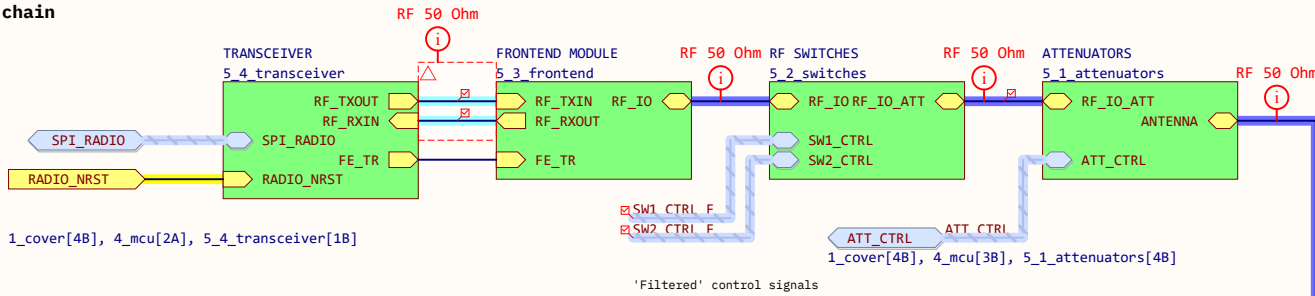 chain
RF 50 Ohm
TRANSCEIVER
5_4_transceiver
RF_TXOUT
RF_RXIN
SPI_RADIO
FE_TR
RADIO_NRST
SPI_RADIO
RADIO_NRST
1_cover[4B], 4_mcu[2A], 5_4_transceiver[1B]
FRONTEND MODULE
5_3_frontend
RF_TXIN
RF_IO
RF_RXOUT
FE_TR
RF 50 Ohm
RF SWITCHES
5_2_switches
RF_IO
RF_IO_ATT
SW1_CTRL
SW2_CTRL
SW1_CTRL_F
SW2_CTRL_F
'Filtered' control signals
RF 50 Ohm
ATTENUATORS
5_1_attenuators
RF_IO_ATT
ANTENNA
ATT_CTRL
ATT_CTRL
ATT_CTRL
1_cover[4B], 4_mcu[3B], 5_1_attenuators[4B]
RF 50 Ohm